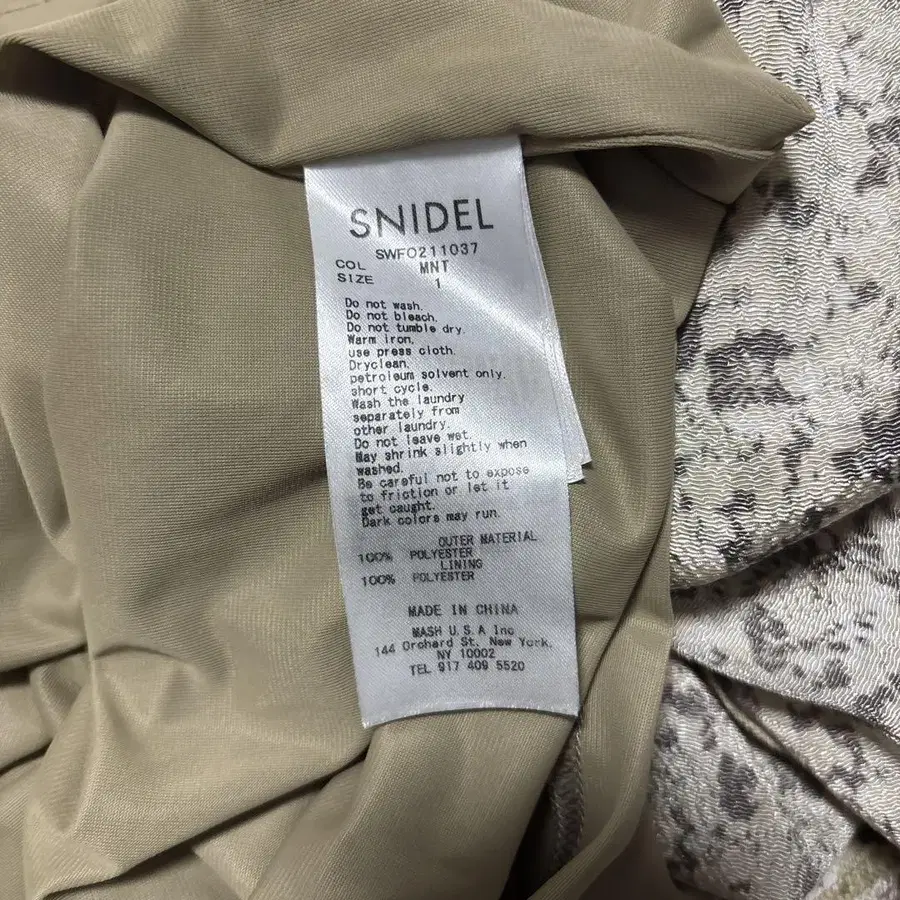 SNIDEL
SWFO211037
COL MNT
SIZE 1
Do not wash.
Do not bleach.
Do not tumble dry.
Warm iron.
use press cloth.
Dryclean.
petroleum solvent only.
short cycle.
Wash the laundry
separately from
other laundry.
Do not leave wet.
May shrink slightly when
washed.
Be careful not to expose
to friction or let it
get caught.
Dark colors may run.
OUTER MATERIAL
100% POLYESTER
LINING
100% POLYESTER
MADE IN CHINA
MASH U.S.A Inc
144 Orchard St. New York.
NY 10002
TEL 917 409 5520